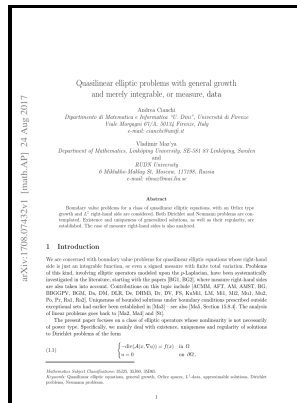 arXiv:1708.07432v1 [math.AP] 24 Aug 2017
Quasilinear elliptic problems with general growth
and merely integrable, or measure, data
Andrea Cianchi
Dipartimento di Matematica e Informatica "U. Dini", Università di Firenze
Viale Morgagni 67/A, 50134 Firenze, Italy
e-mail: cianchi@unifi.it
Vladimir Maz'ya
Department of Mathematics, Linköping University, SE-581 83 Linköping, Sweden
and
RUDN University
6 Miklukho-Maklay St, Moscow, 117198, Russia
e-mail: vlmaz@mai.liu.se
Abstract
Boundary value problems for a class of quasilinear elliptic equations, with an Orlicz type
growth and L¹ right-hand side are considered. Both Dirichlet and Neumann problems are con-
templated. Existence and uniqueness of generalized solutions, as well as their regularity, are
established. The case of measure right-hand sides is also analyzed.
1 Introduction
We are concerned with boundary value problems for quasilinear elliptic equations whose right-hand
side is just an integrable function, or even a signed measure with finite total variation. Problems
of this kind, involving elliptic operators modeled upon the p-Laplacian, have been systematically
investigated in the literature, starting with the papers [BG1, BG2], where measure right-hand sides
are also taken into account. Contributions on this topic include [ACMM, AFT, AM, AMST, BG,
BBGGPV, BGM, Da, DM, DLR, De, DHM3, Dr, DV, FS, KuMi1, LM, Mi1, Mi2, Mu1, Mu2,
Po, Pr, Ra1, Ra2]. Uniqueness of bounded solutions under boundary conditions prescribed outside
exceptional sets had earlier been established in [Maz1] – see also [Ma5, Section 15.8.4]. The analysis
of linear problems goes back to [Ma2, Ma4] and [St].
The present paper focuses on a class of elliptic operators whose nonlinearity is not necessarily
of power type. Specifically, we mainly deal with existence, uniqueness and regularity of solutions
to Dirichlet problems of the form
(1.1) { −div(A(x, ∇u)) = f(x) in Ω
u = 0 on ∂Ω ,
Mathematics Subject Classifications: 35J25, 35J60, 35B65.
Keywords: Quasilinear elliptic equations, general growth, Orlicz spaces, L¹-data, approximable solutions, Dirichlet
problems, Neumann problems.
1